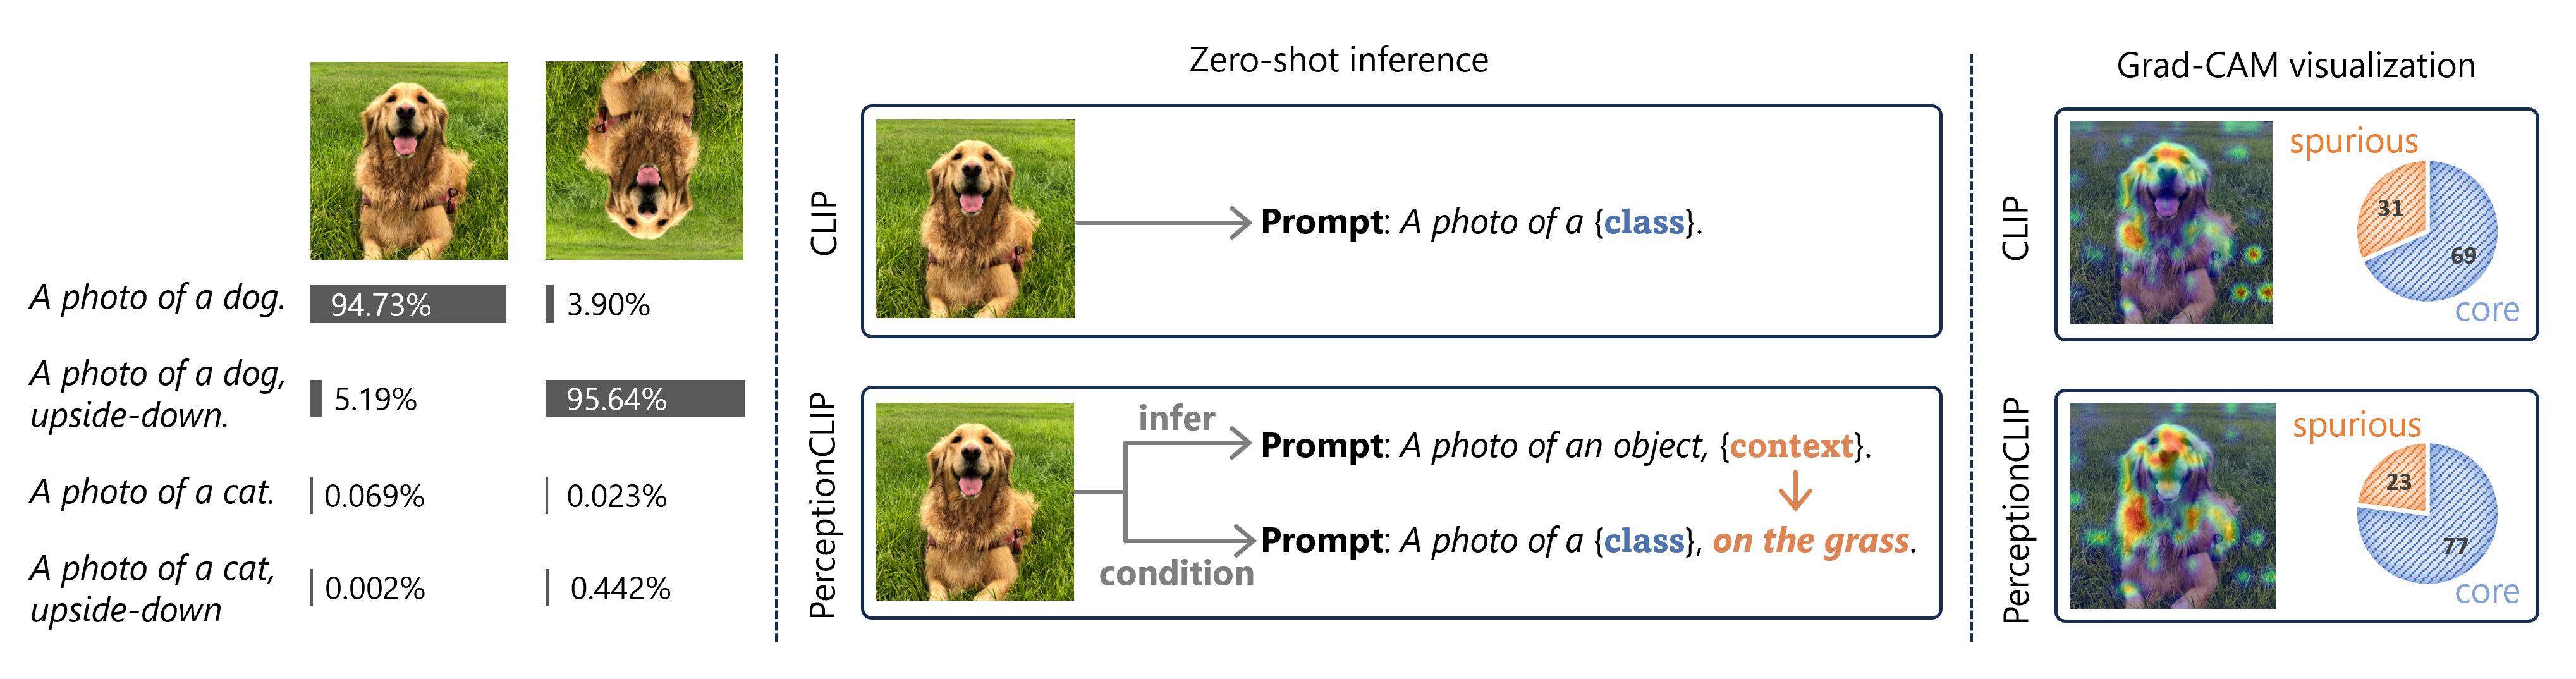 A photo of a dog.
94.73%
3.90%
A photo of a dog,
upside-down.
5.19%
95.64%
A photo of a cat.
0.069%
0.023%
A photo of a cat,
upside-down
0.002%
0.442%
Zero-shot inference
CLIP
Prompt: A photo of a {class}.
PerceptionCLIP
infer
Prompt: A photo of an object, {context}.
condition
Prompt: A photo of a {class}, on the grass.
Grad-CAM visualization
CLIP
spurious
31
69
core
PerceptionCLIP
spurious
23
77
core